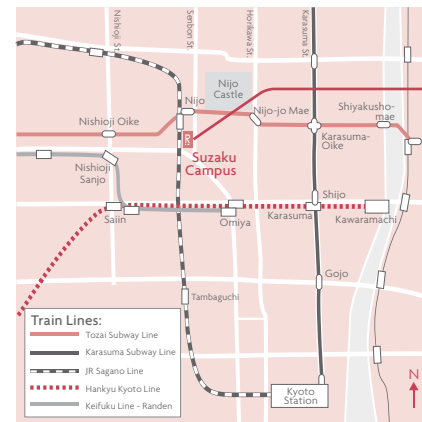 Nishioji St.
Senbon St.
Horikawa St.
Karasuma St.
Nijo
Castle
Nijo
Nijo-jo Mae
Shiyakusho-
mae
Nishioji Oike
Karasuma-
Oike
Suzaku
Campus
Nishioji
Sanjo
Shijo
Saiin
Omiya
Karasuma
Kawaramachi
Gojo
Tambaguchi
Train Lines:
Tozai Subway Line
Karasuma Subway Line
JR Sagano Line
Hankyu Kyoto Line
Keifuku Line - Randen
Kyoto
Station
N